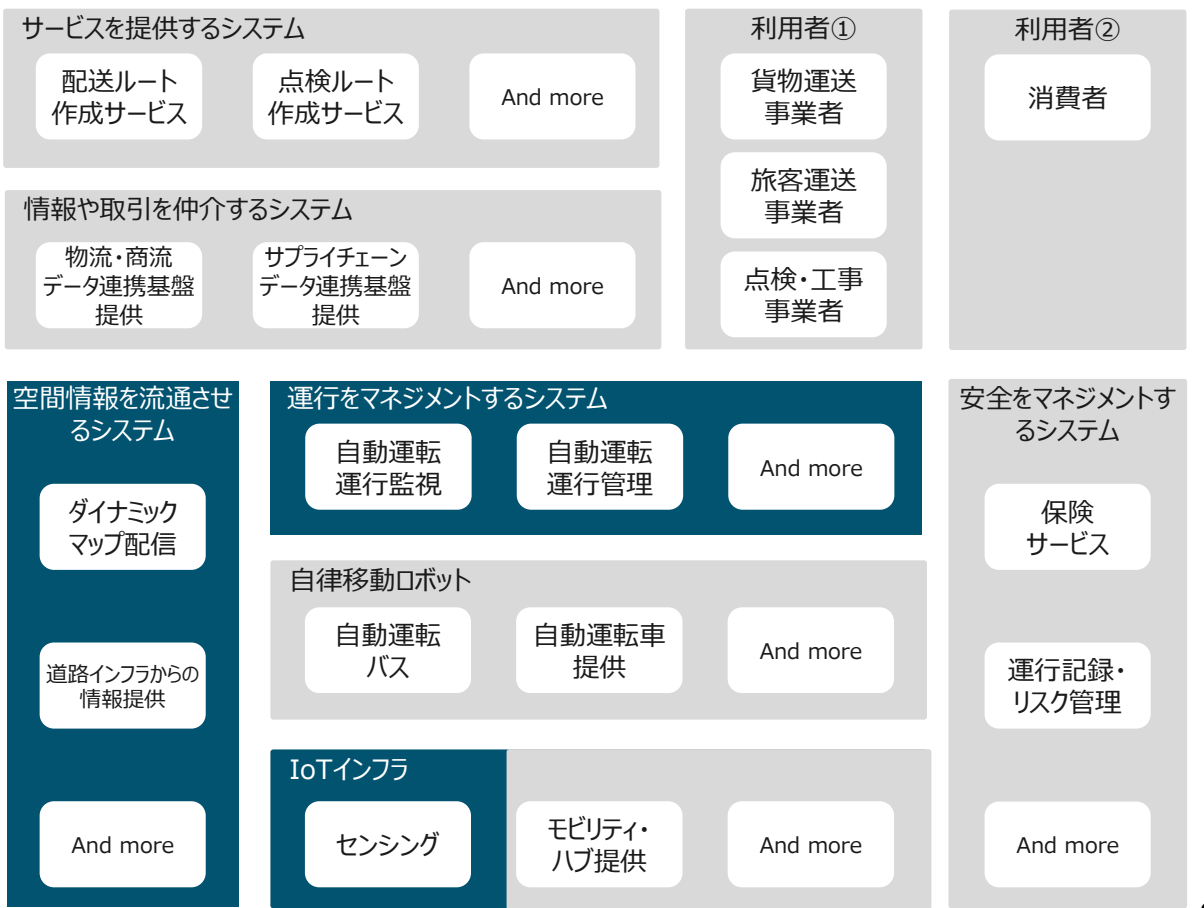 サービスを提供するシステム
配送ルート
作成サービス
点検ルート
作成サービス
And more
情報や取引を仲介するシステム
物流・商流
データ連携基盤
提供
サプライチェーン
データ連携基盤
提供
And more
利用者①
貨物運送
事業者
旅客運送
事業者
点検・工事
事業者
利用者②
消費者
空間情報を流通させ
るシステム
ダイナミック
マップ配信
道路インフラからの
情報提供
And more
運行をマネジメントするシステム
自動運転
運行監視
自動運転
運行管理
And more
自律移動ロボット
自動運転
バス
自動運転車
提供
And more
IoTインフラ
センシング
モビリティ・
ハブ提供
And more
安全をマネジメントす
るシステム
保険
サービス
運行記録・
リスク管理
And more